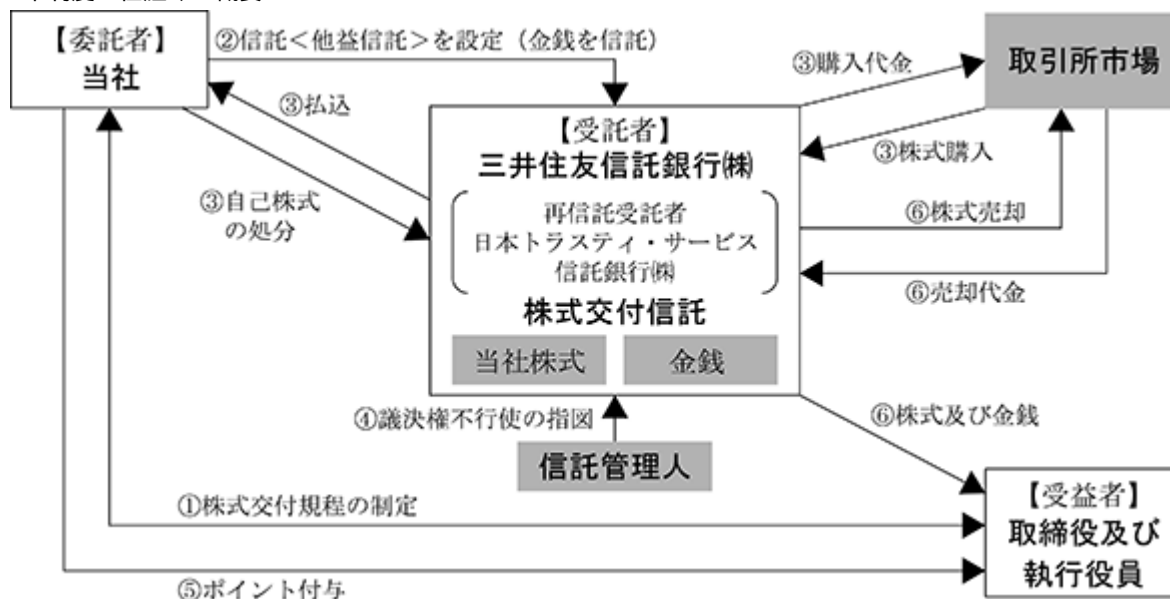 【委託者】
当社
②信託＜他益信託＞を設定（金銭を信託）
③払込
③自己株式
の処分
③購入代金
取引所市場
③株式購入
【受託者】
三井住友信託銀行㈱
再信託受託者
日本トラスティ・サービス
信託銀行㈱
株式交付信託
当社株式
金銭
⑥株式売却
⑥売却代金
④議決権不行使の指図
信託管理人
⑥株式及び金銭
①株式交付規程の制定
【受益者】
取締役及び
執行役員
⑤ポイント付与